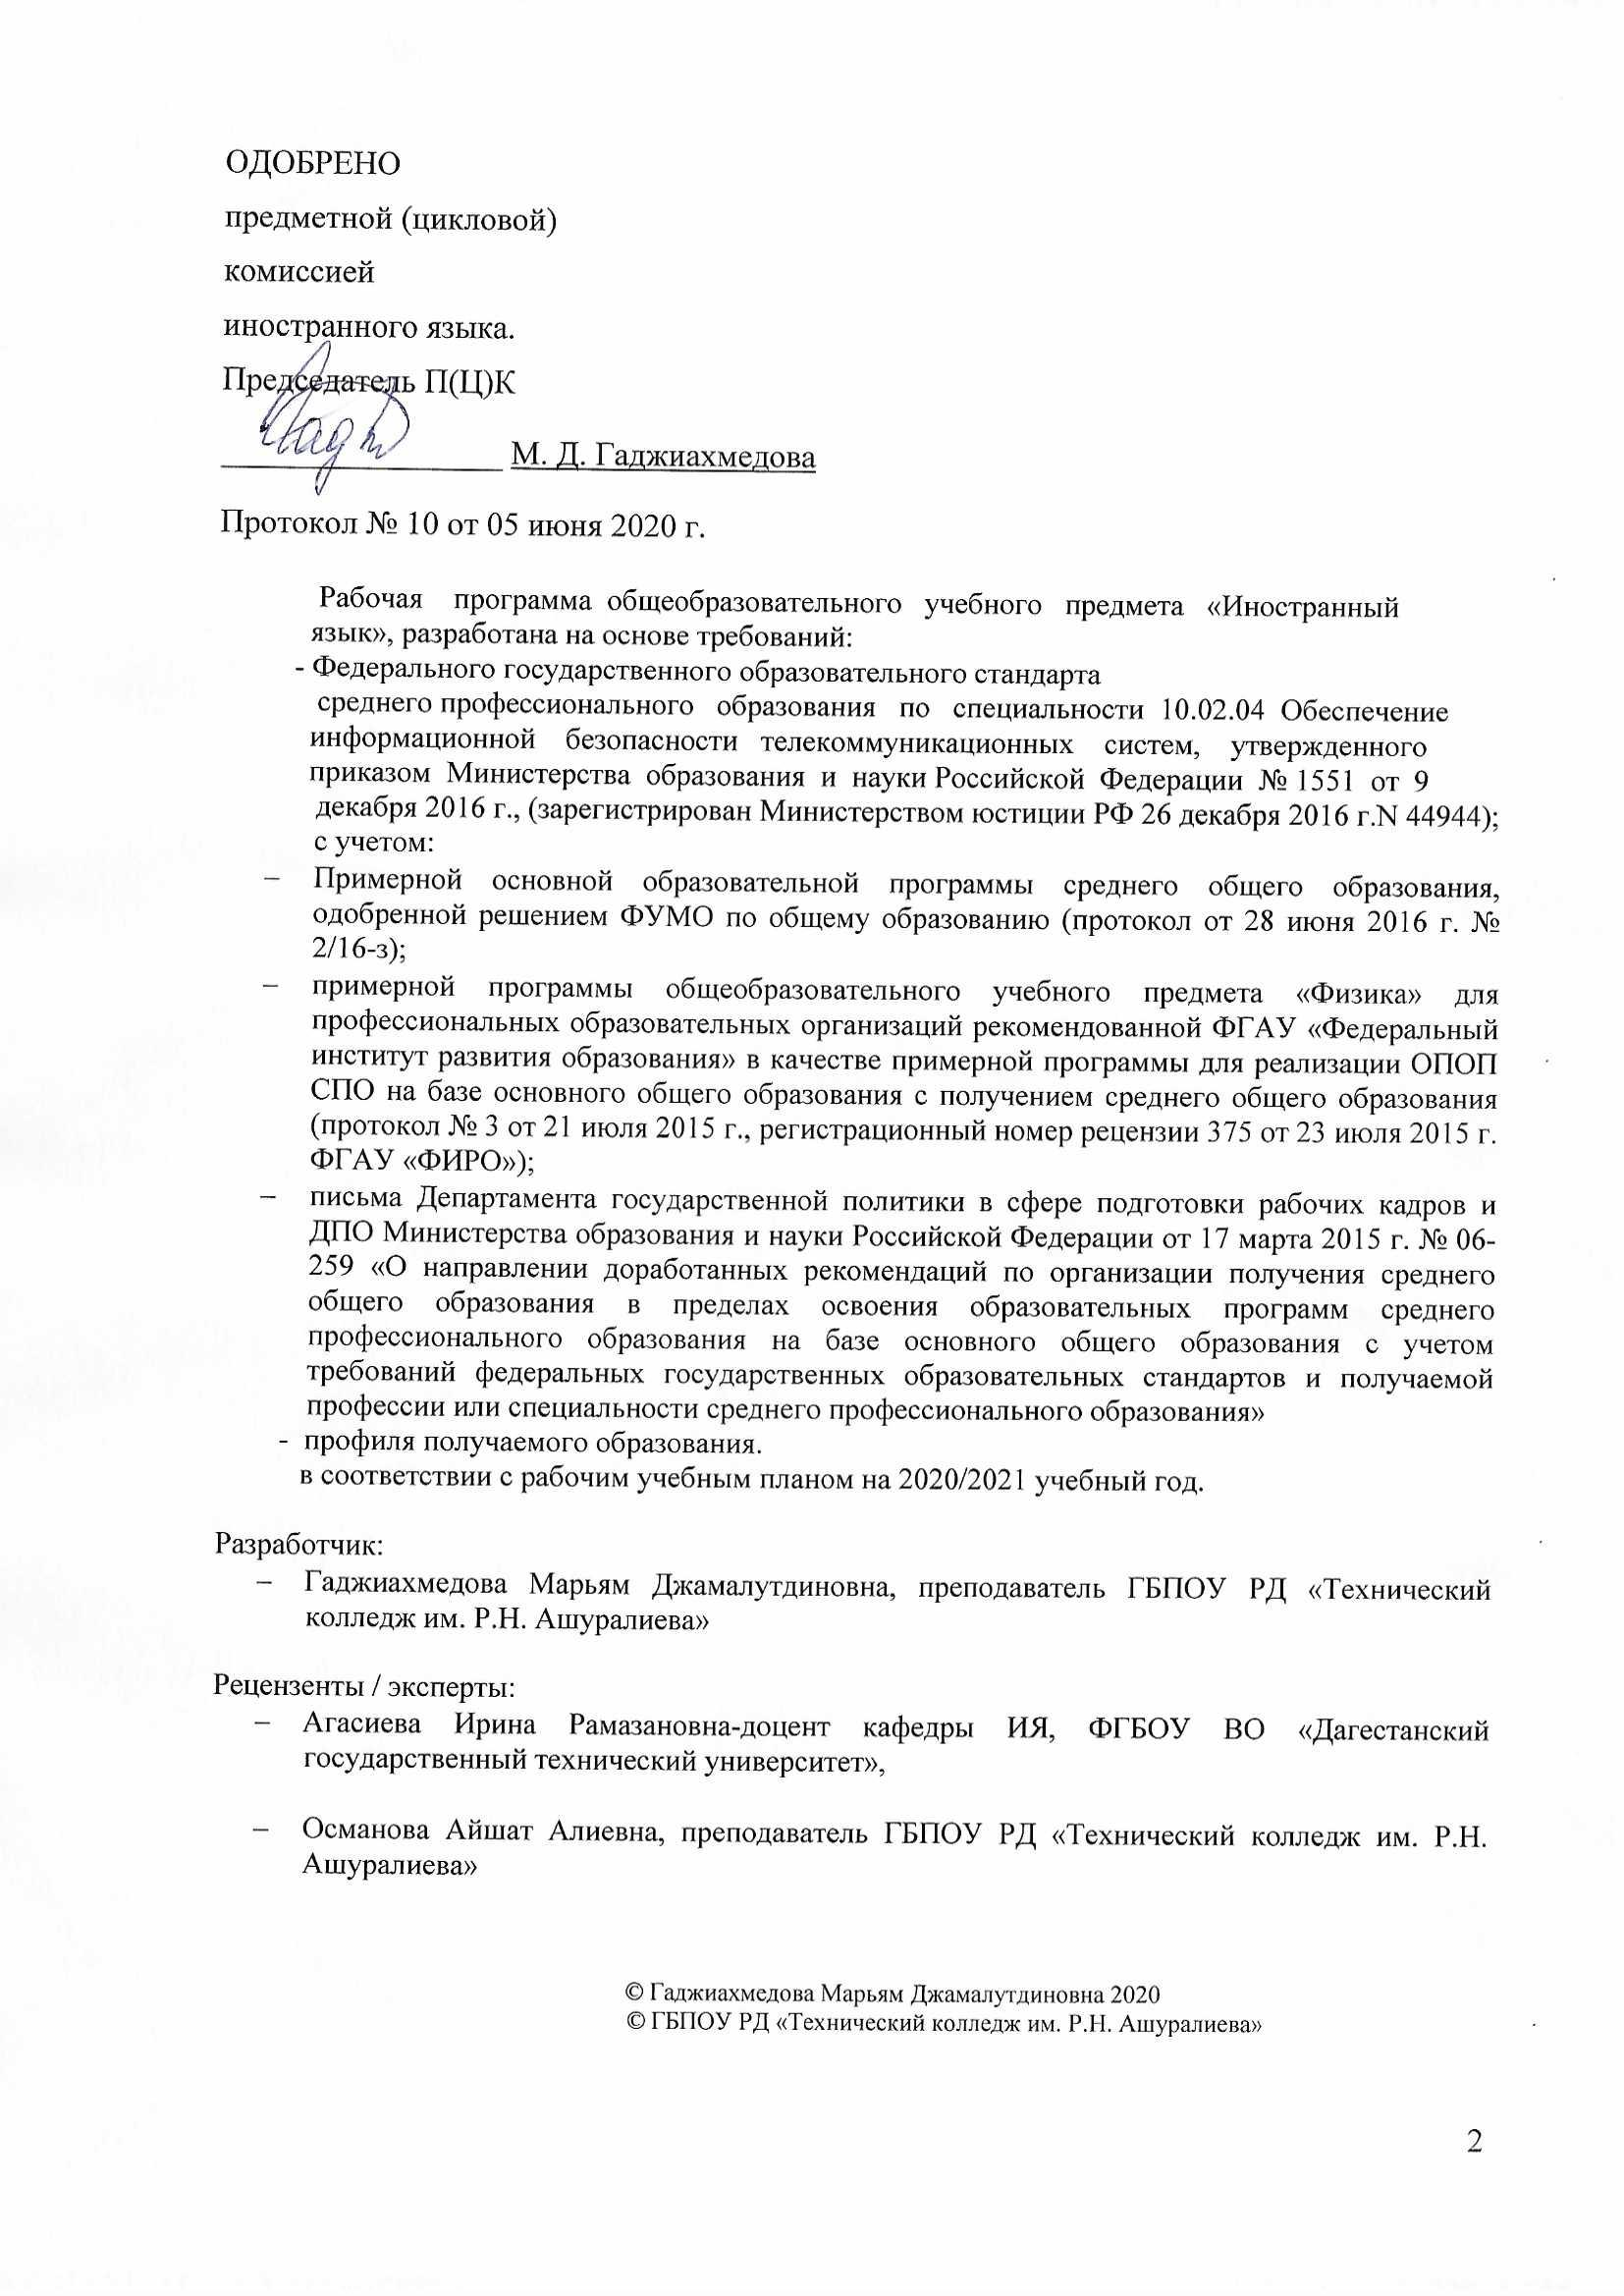 ОДОБРЕНО
предметной (цикловой)
комиссией
иностранного языка.
Председатель П(Ц)К
М. Д. Гаджиахмедова
Протокол № 10 от 05 июня 2020 г.
Рабочая программа общеобразовательного учебного предмета «Иностранный
язык», разработана на основе требований:
- Федерального государственного образовательного стандарта
среднего профессионального образования по специальности 10.02.04 Обеспечение
информационной безопасности телекоммуникационных систем, утвержденного
приказом Министерства образования и науки Российской Федерации № 1551 от 9
декабря 2016 г., (зарегистрирован Министерством юстиции РФ 26 декабря 2016 г.N 44944);
с учетом:
– Примерной основной образовательной программы среднего общего образования,
одобренной решением ФУМО по общему образованию (протокол от 28 июня 2016 г. №
2/16-з);
– примерной программы общеобразовательного учебного предмета «Физика» для
профессиональных образовательных организаций рекомендованной ФГАУ «Федеральный
институт развития образования» в качестве примерной программы для реализации ОПОП
СПО на базе основного общего образования с получением среднего общего образования
(протокол № 3 от 21 июля 2015 г., регистрационный номер рецензии 375 от 23 июля 2015 г.
ФГАУ «ФИРО»);
– письма Департамента государственной политики в сфере подготовки рабочих кадров и
ДПО Министерства образования и науки Российской Федерации от 17 марта 2015 г. № 06-
259 «О направлении доработанных рекомендаций по организации получения среднего
общего образования в пределах освоения образовательных программ среднего
профессионального образования на базе основного общего образования с учетом
требований федеральных государственных образовательных стандартов и получаемой
профессии или специальности среднего профессионального образования»
- профиля получаемого образования.
в соответствии с рабочим учебным планом на 2020/2021 учебный год.
Разработчик:
– Гаджиахмедова Марьям Джамалутдиновна, преподаватель ГБПОУ РД «Технический
колледж им. Р.Н. Ашуралиева»
Рецензенты / эксперты:
– Агасиева Ирина Рамазановна-доцент кафедры ИЯ, ФГБОУ ВО «Дагестанский
государственный технический университет»,
– Османова Айшат Алиевна, преподаватель ГБПОУ РД «Технический колледж им. Р.Н.
Ашуралиева»
© Гаджиахмедова Марьям Джамалутдиновна 2020
© ГБПОУ РД «Технический колледж им. Р.Н. Ашуралиева»
2